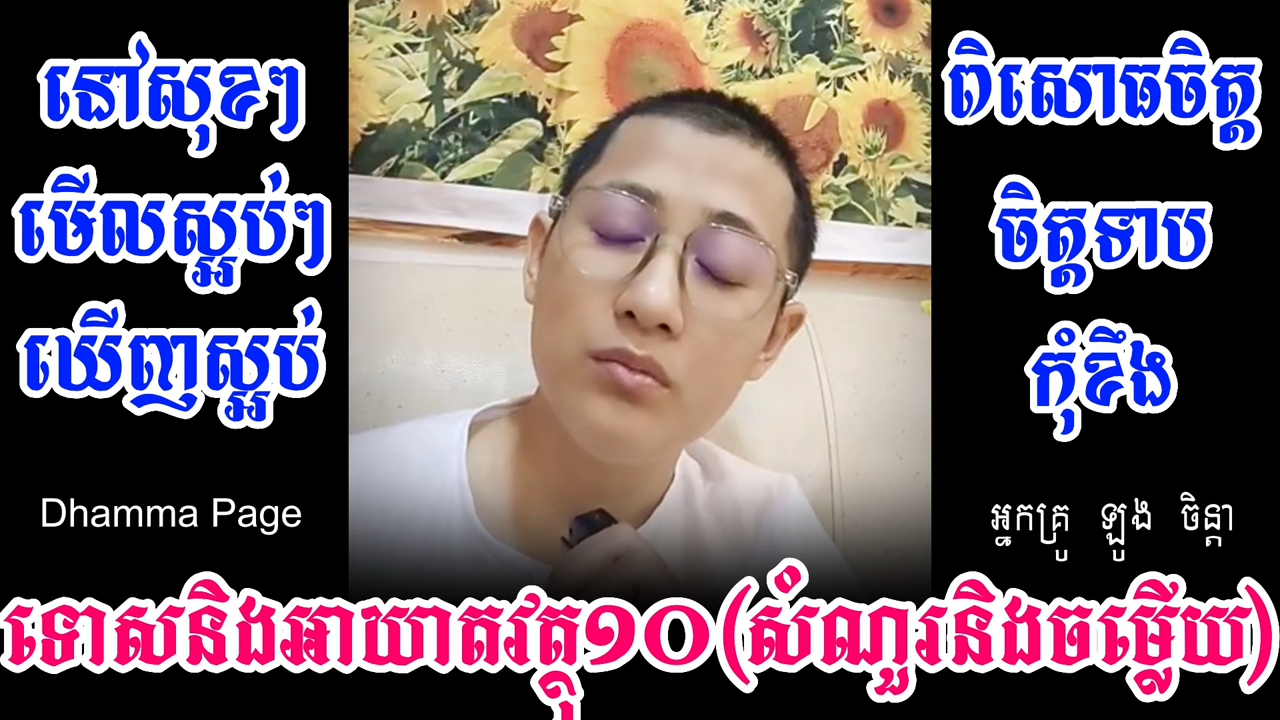 នៅសុខៗ
មើលស្អប់ៗ
ឃើញស្អប់
Dhamma Page
ពិសោធចិត្ត
ចិត្តទាប
កុំខឹង
អ្នកគ្រូ ឡូង ចិន្តា
ទោសនិងអាឃាតវត្ថុ១០(សំណួរនិងចម្លើយ)